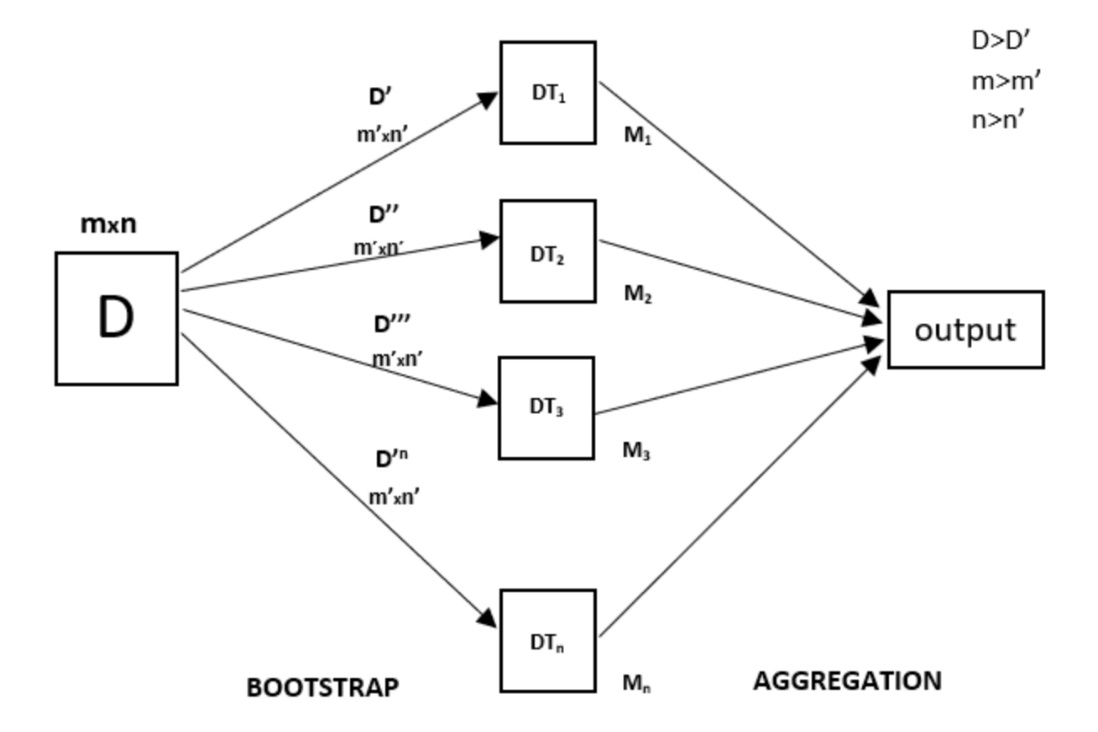 D>D’
m>m’
n>n’
mxn
D
D’
m’xn’
D’’
m’xn’
D’’’
m’xn’
D’ⁿ
m’xn’
DT₁
M₁
DT₂
M₂
DT₃
M₃
DTₙ
Mₙ
output
BOOTSTRAP
AGGREGATION